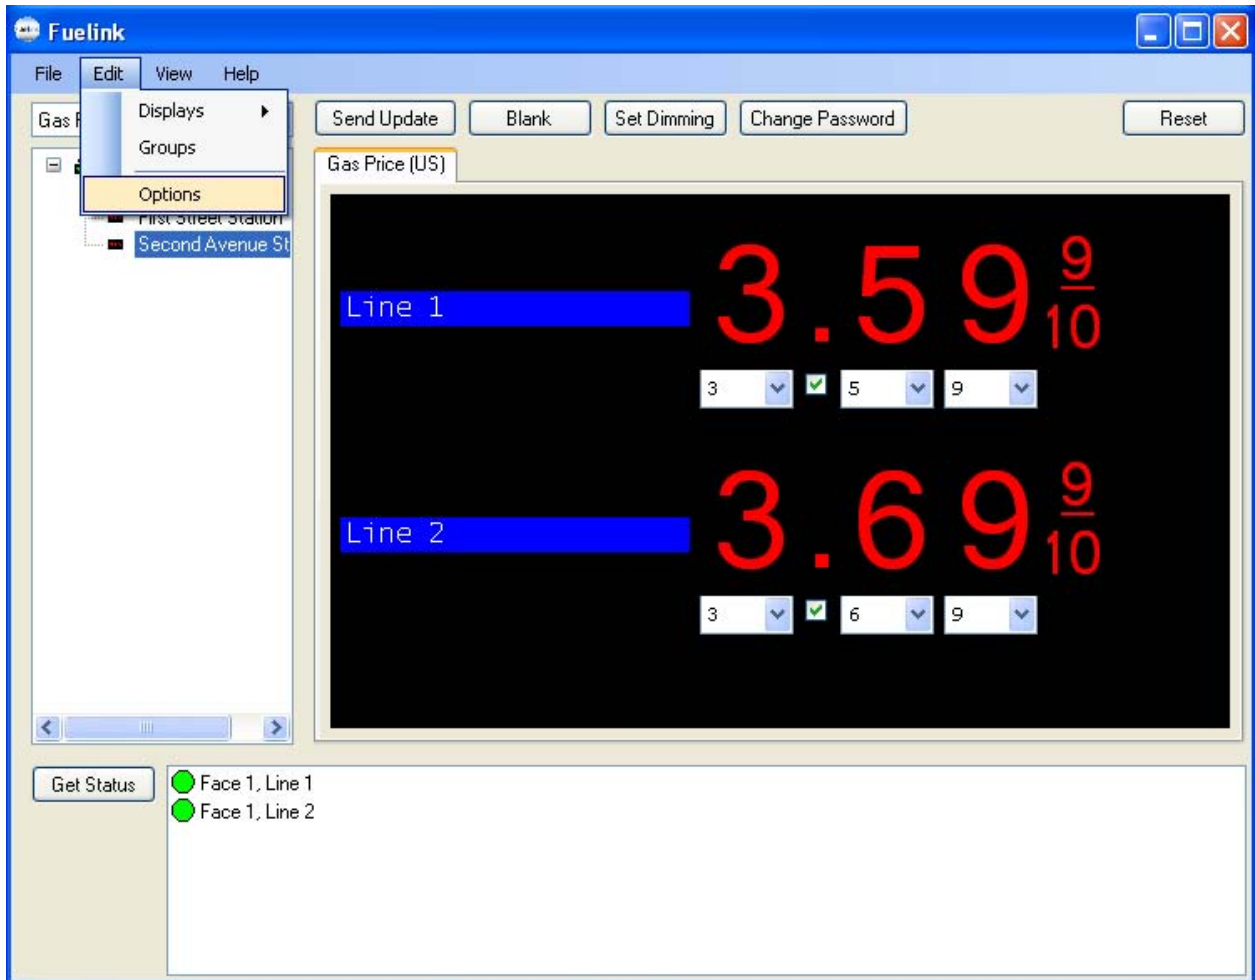 Fuelink
File Edit View Help
Displays
Groups
Options
Gas
Send Update Blank Set Dimming Change Password Reset
Gas Price (US)
First Street Station
Second Avenue St
Line 1
3.59 9/10
3 5 9
Line 2
3.69 9/10
3 6 9
Get Status
Face 1, Line 1
Face 1, Line 2